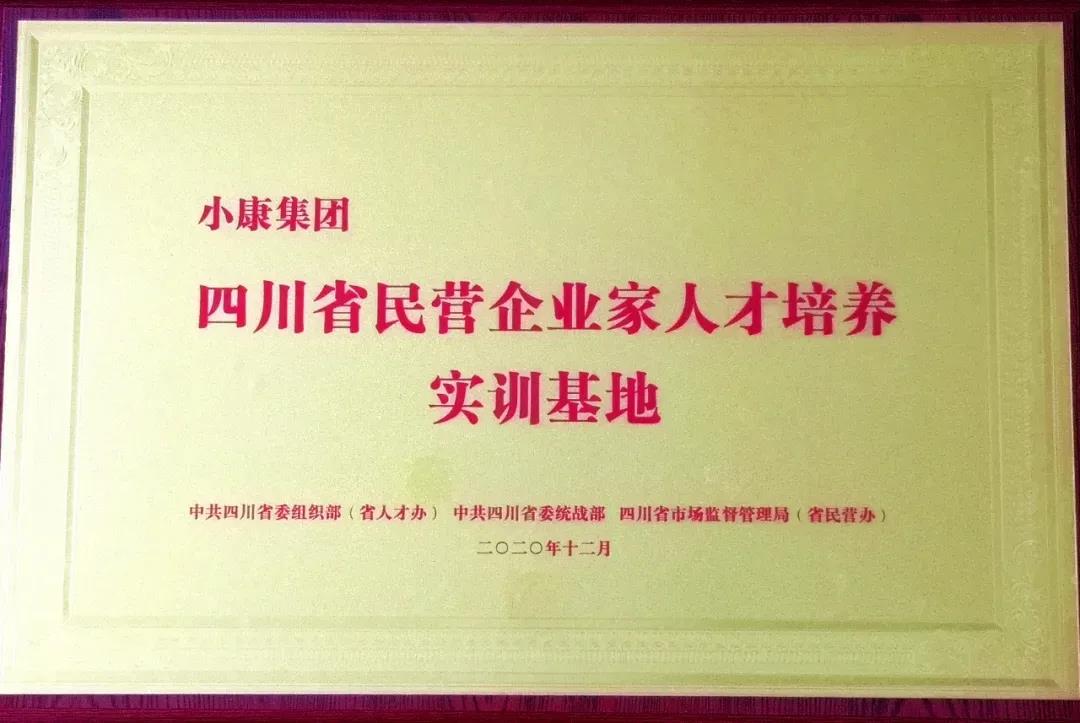 小康集团
四川省民营企业家人才培养
实训基地
中共四川省委组织部（省人才办） 中共四川省委统战部 四川省市场监督管理局（省民营办）
二〇二〇年十二月